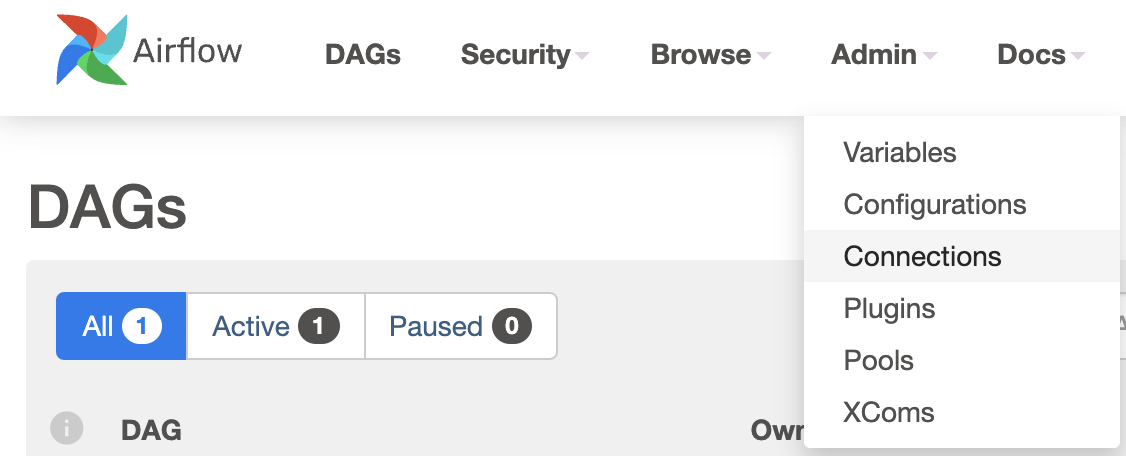 Airflow DAGs Security Browse Admin Docs
Variables
Configurations
Connections
Plugins
Pools
XComs
DAGs
All 1 Active 1 Paused 0
i DAG